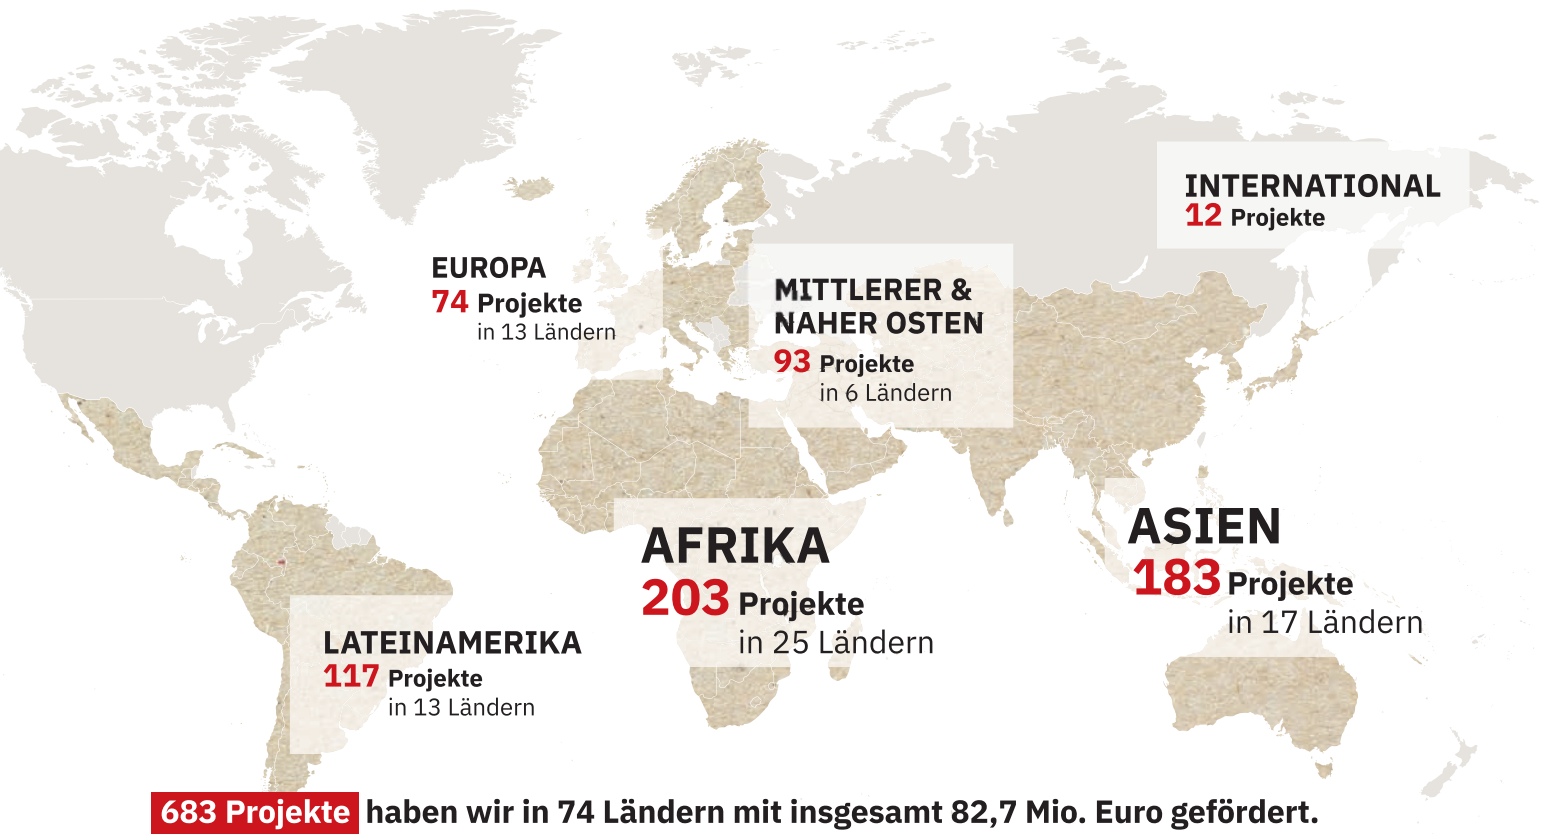 INTERNATIONAL
12 Projekte
EUROPA
74 Projekte
in 13 Ländern
MITTLERER &
NAHER OSTEN
93 Projekte
in 6 Ländern
AFRIKA
203 Projekte
in 25 Ländern
ASIEN
183 Projekte
in 17 Ländern
LATEINAMERIKA
117 Projekte
in 13 Ländern
683 Projekte haben wir in 74 Ländern mit insgesamt 82,7 Mio. Euro gefördert.